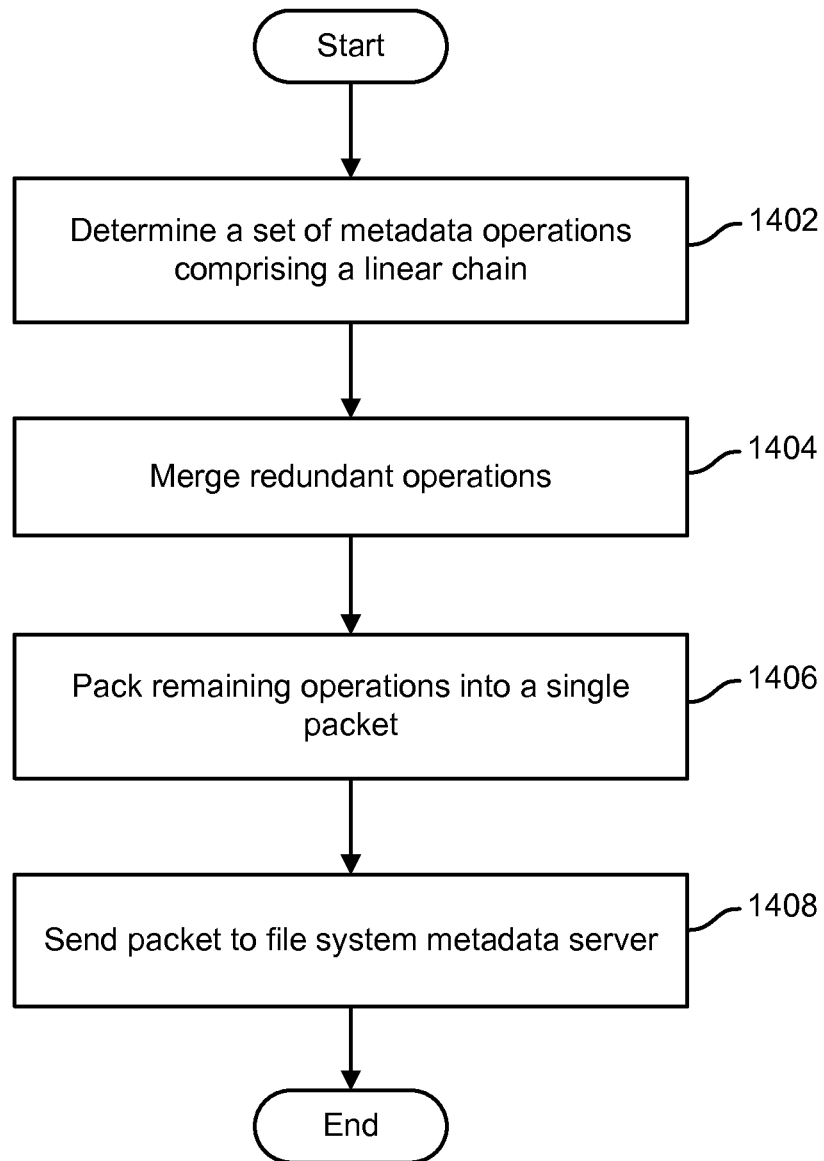 Start
Determine a set of metadata operations
comprising a linear chain
1402
Merge redundant operations
1404
Pack remaining operations into a single
packet
1406
Send packet to file system metadata server
1408
End